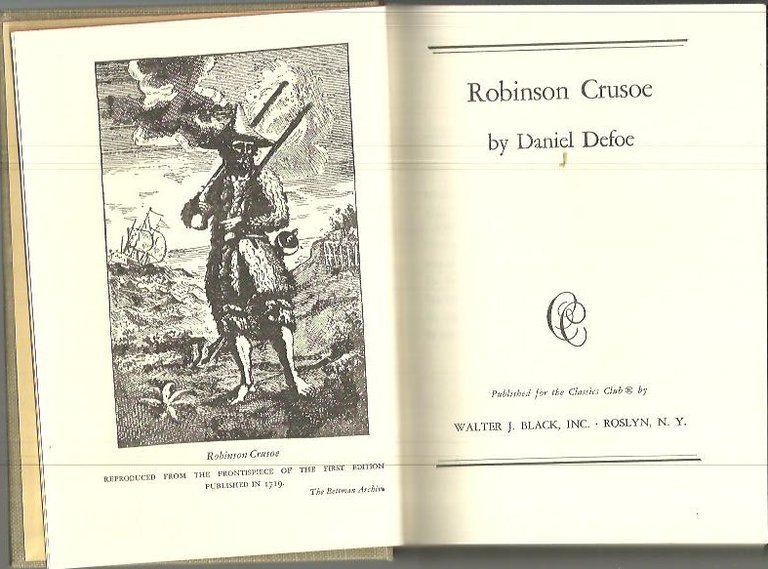 Robinson Crusoe
REPRODUCED FROM THE FRONTISPIECE OF THE FIRST EDITION
PUBLISHED IN 1719.
The Bettman Archive
Robinson Crusoe
by Daniel Defoe
CC
Published for the Classics Club ® by
WALTER J. BLACK, INC. · ROSLYN, N. Y.